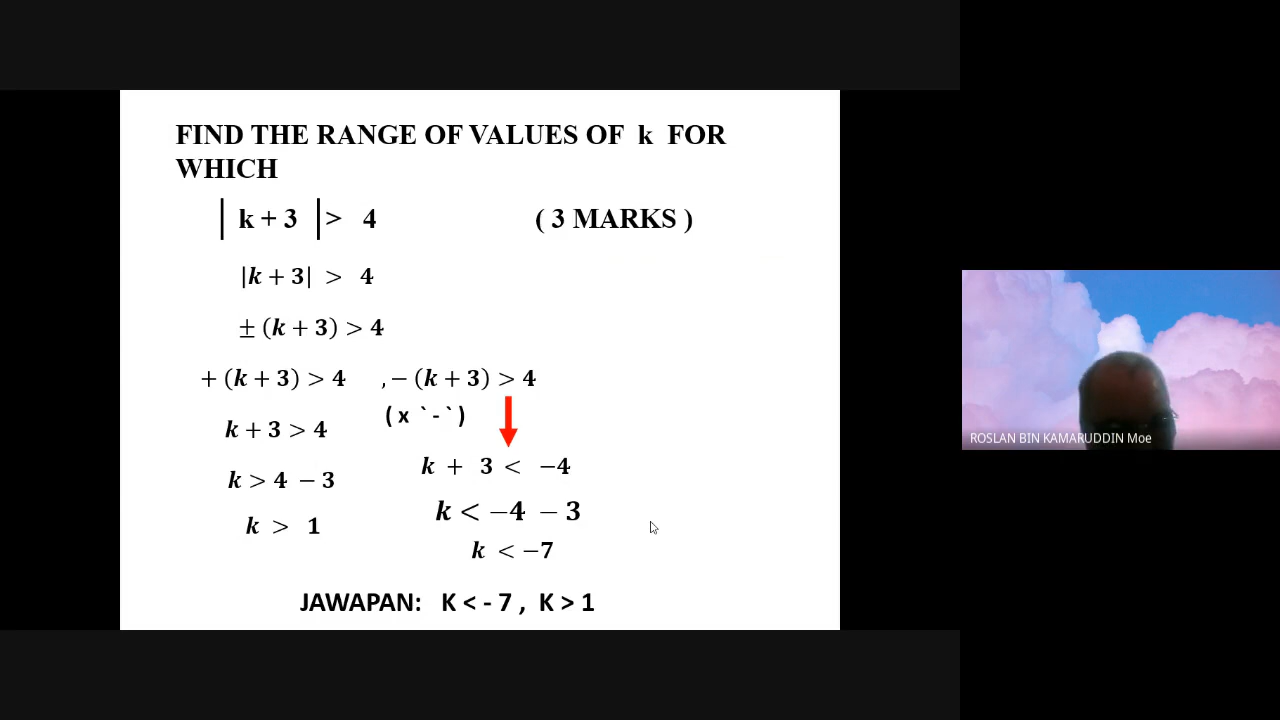 FIND THE RANGE OF VALUES OF k FOR
WHICH
| k + 3 | > 4 ( 3 MARKS )
|k + 3| > 4
± (k + 3) > 4
+ (k + 3) > 4 , − (k + 3) > 4
( x ` - ` )
k + 3 > 4
k + 3 < −4
k > 4 − 3
k < −4 − 3
k > 1
k < −7
JAWAPAN: K < - 7 , K > 1
ROSLAN BIN KAMARUDDIN Moe